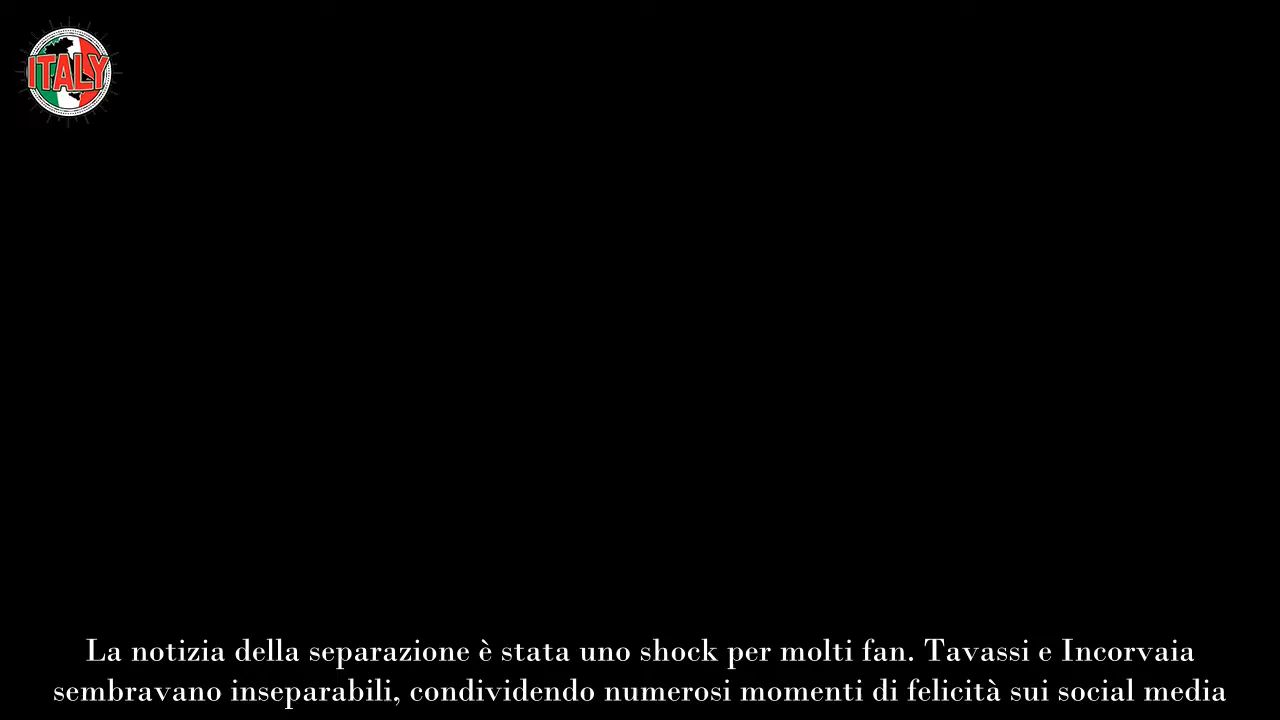 ITALY
La notizia della separazione è stata uno shock per molti fan. Tavassi e Incorvaia
sembravano inseparabili, condividendo numerosi momenti di felicità sui social media